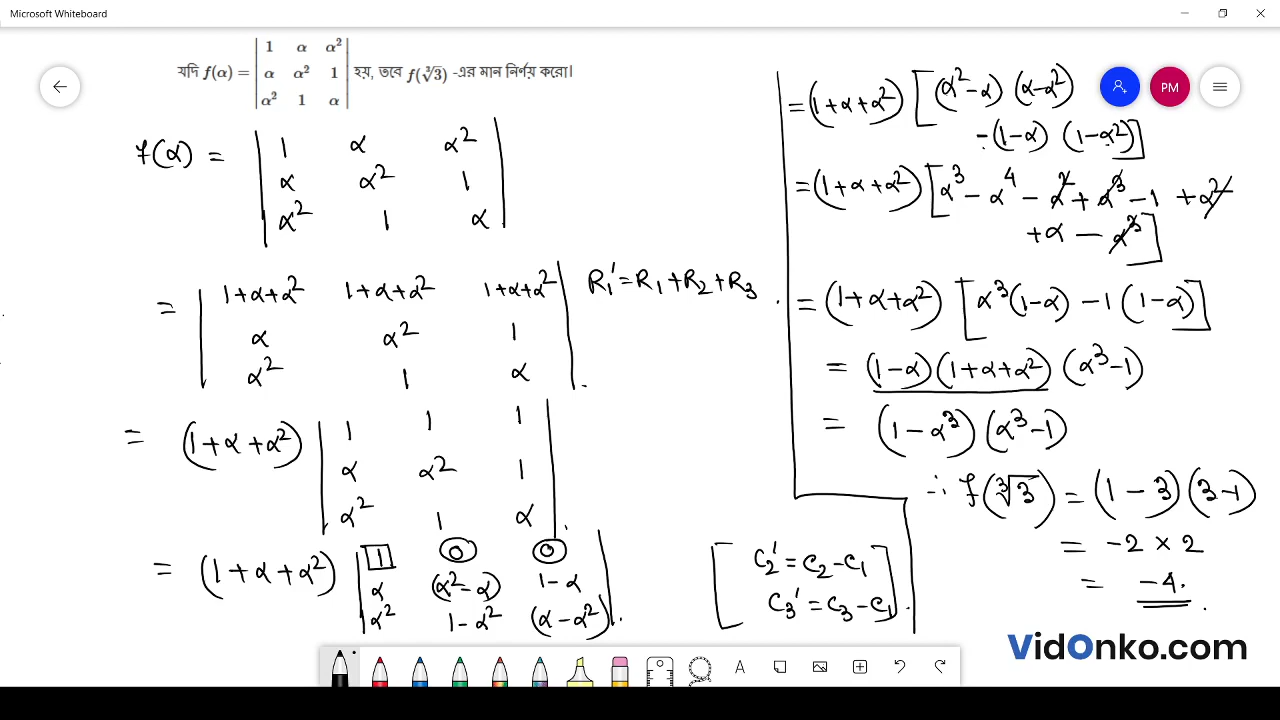 Microsoft Whiteboard
যদি f(α) = | 1 α α² | হয়, তবে f(∛3) -এর মান নির্ণয় করো।
| α α² 1 |
| α² 1 α |
PM
f(α) = | 1 α α² |
| α α² 1 |
| α² 1 α |
= | 1+α+α² 1+α+α² 1+α+α² | R₁' = R₁ + R₂ + R₃
| α α² 1 |
| α² 1 α | .
= (1+α+α²) | 1 1 1 |
| α α² 1 |
| α² 1 α | .
= (1+α+α²) | 1 0 0 |
| α (α²-α) 1-α |
| α² 1-α² (α-α²) | .
[ C₂' = C₂ - C₁
C₃' = C₃ - C₁ ] .
= (1+α+α²) [ (α²-α) (α-α²)
- (1-α) (1-α²) ]
= (1+α+α²) [ α³ - α⁴ - α² + α³ - 1 + α²
+ α - α³ ]
= (1+α+α²) [ α³(1-α) - 1 (1-α) ]
= (1-α)(1+α+α²) (α³-1)
= (1-α³) (α³-1)
∴ f(∛3) = (1-3) (3-1)
= -2 × 2
= -4.
VidOnko.com
A